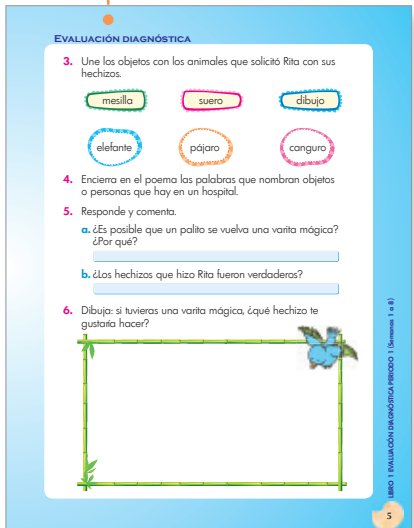 EVALUACIÓN DIAGNÓSTICA
3. Une los objetos con los animales que solicitó Rita con sus
hechizos.
mesilla suero dibujo
elefante pájaro canguro
4. Encierra en el poema las palabras que nombran objetos
o personas que hay en un hospital.
5. Responde y comenta.
a. ¿Es posible que un palito se vuelva una varita mágica?
¿Por qué?
b. ¿Los hechizos que hizo Rita fueron verdaderos?
6. Dibuja: si tuvieras una varita mágica, ¿qué hechizo te
gustaría hacer?
LIBRO 1 EVALUACIÓN DIAGNÓSTICA PERIODO 1 (Semanas 1 a 8)
5